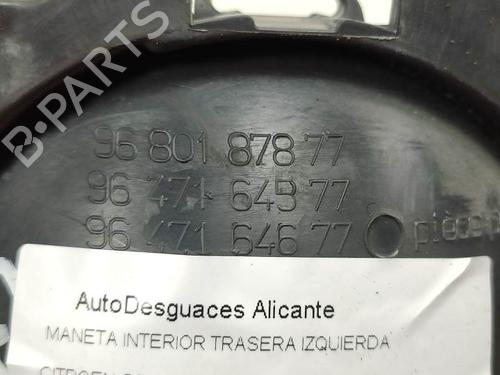 B-PARTS
96 801 878 77
96 471 645 77
96 471 646 77
AutoDesguaces Alicante
MANETA INTERIOR TRASERA IZQUIERDA
CITROEN